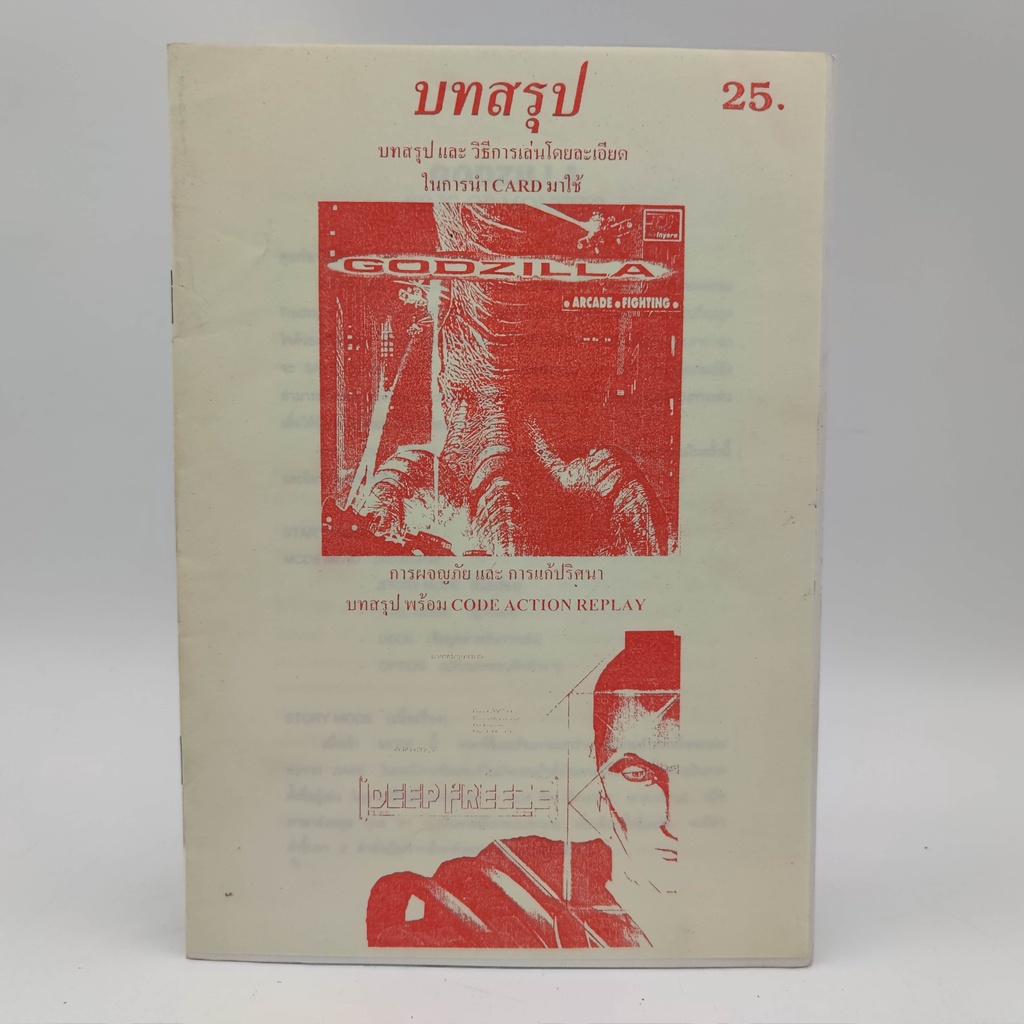 บทสรุป
25.
บทสรุป และ วิธีการเล่นโดยละเอียด
ในการนำ CARD มาใช้
GODZILLA
• ARCADE • FIGHTING •
การผจญภัย และ การแก้ปริศนา
บทสรุป พร้อม CODE ACTION REPLAY
[DEEP FREEZE]